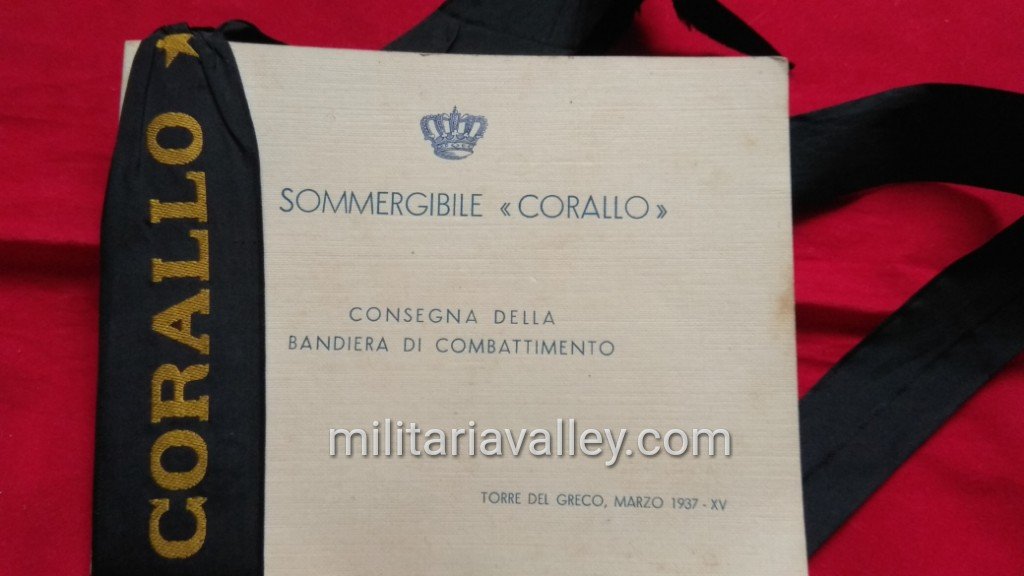 CORALLO
SOMMERGIBILE « CORALLO »
CONSEGNA DELLA
BANDIERA DI COMBATTIMENTO
militariavalley.com
TORRE DEL GRECO, MARZO 1937 - XV